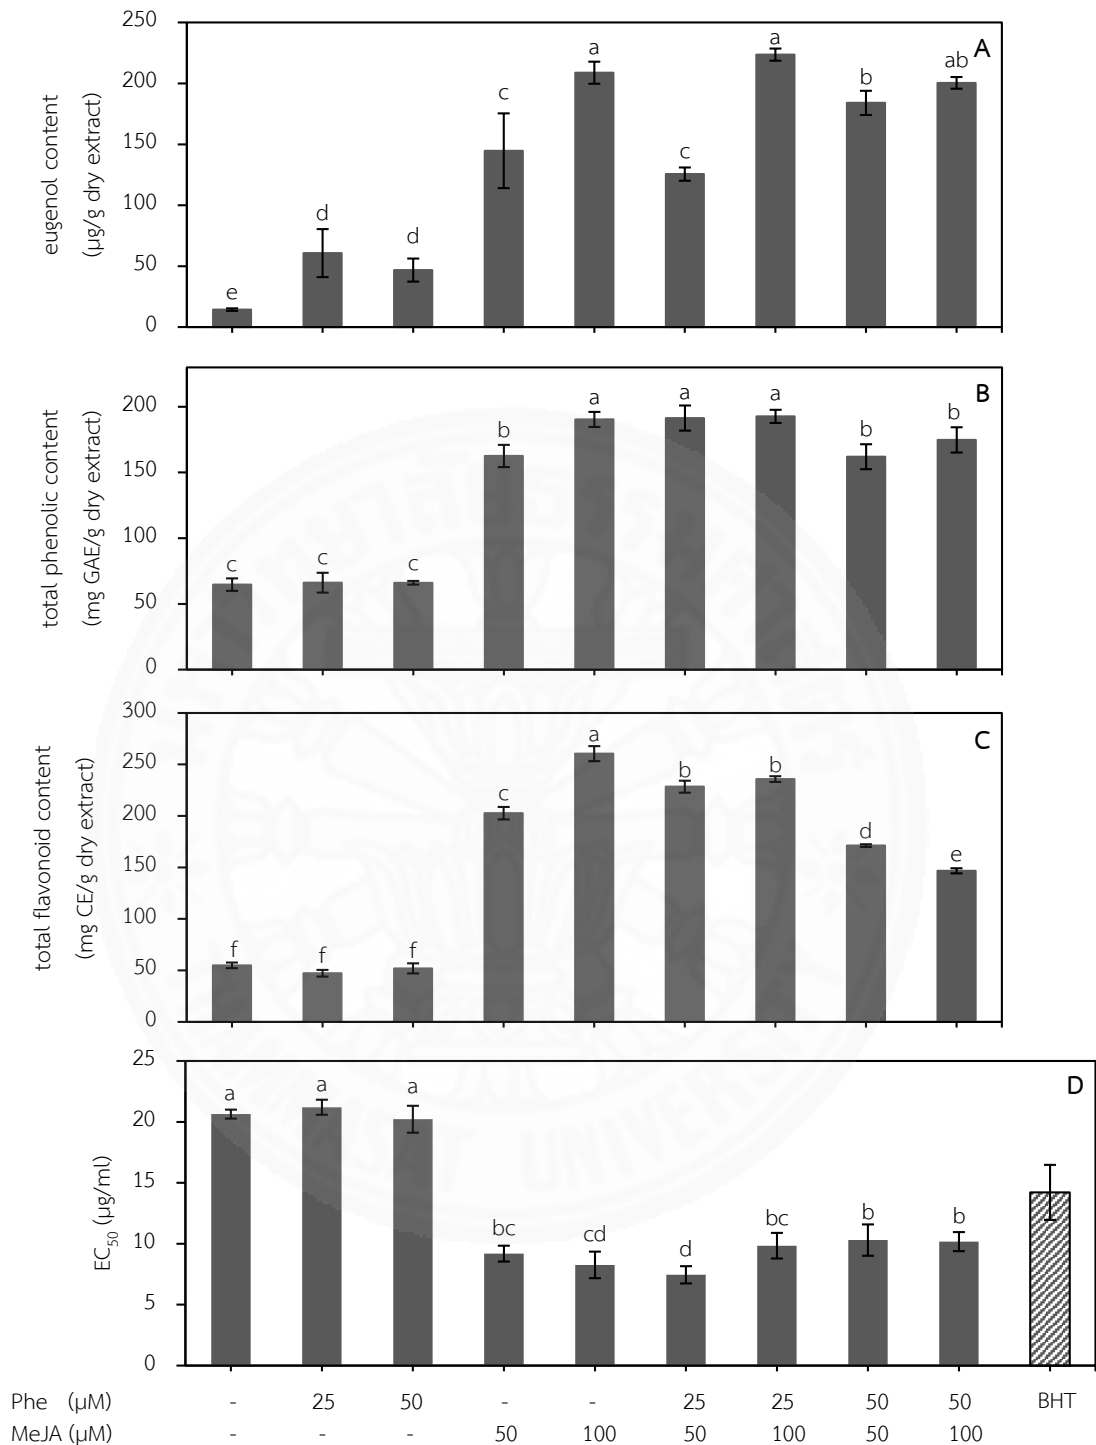 A
eugenol content
(µg/g dry extract)
250
200
150
100
50
0
e
d
d
c
a
c
a
b
ab
B
total phenolic content
(mg GAE/g dry extract)
200
150
100
50
0
c
c
c
b
a
a
a
b
b
C
total flavonoid content
(mg CE/g dry extract)
300
250
200
150
100
50
0
f
f
f
c
a
b
b
d
e
D
EC50 (µg/ml)
25
20
15
10
5
0
a
a
a
bc
cd
d
bc
b
b
Phe (µM) - 25 50 - - 25 25 50 50 BHT
MeJA (µM) - - - 50 100 50 100 50 100
UNIVERS